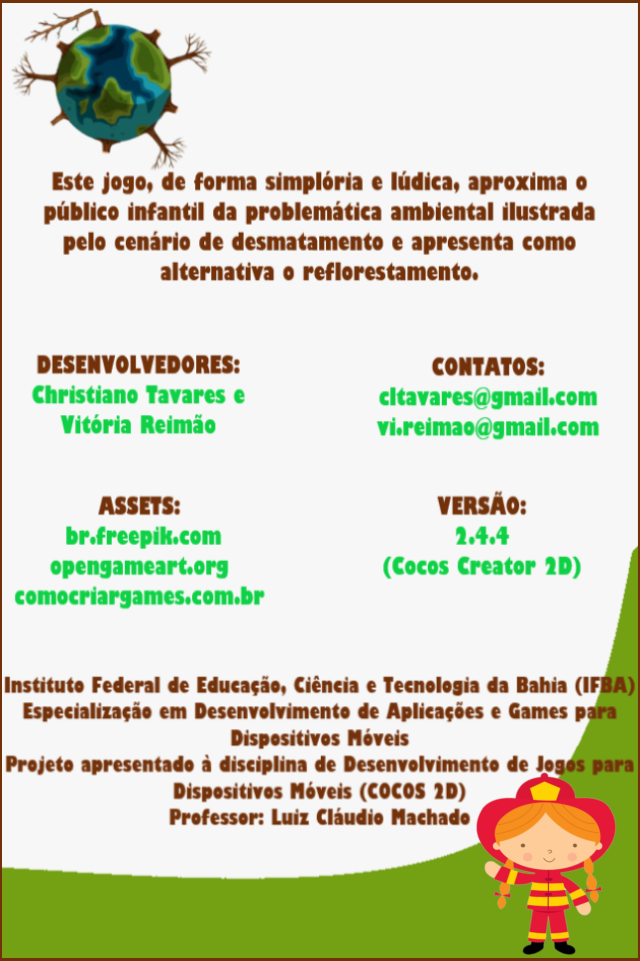 Este jogo, de forma simplória e lúdica, aproxima o
público infantil da problemática ambiental ilustrada
pelo cenário de desmatamento e apresenta como
alternativa o reflorestamento.
DESENVOLVEDORES:
Christiano Tavares e
Vitória Reimão
CONTATOS:
cltavares@gmail.com
vi.reimao@gmail.com
ASSETS:
br.freepik.com
opengameart.org
comocriargames.com.br
VERSÃO:
2.4.4
(Cocos Creator 2D)
Instituto Federal de Educação, Ciência e Tecnologia da Bahia (IFBA)
Especialização em Desenvolvimento de Aplicações e Games para
Dispositivos Móveis
Projeto apresentado à disciplina de Desenvolvimento de Jogos para
Dispositivos Móveis (COCOS 2D)
Professor: Luiz Cláudio Machado